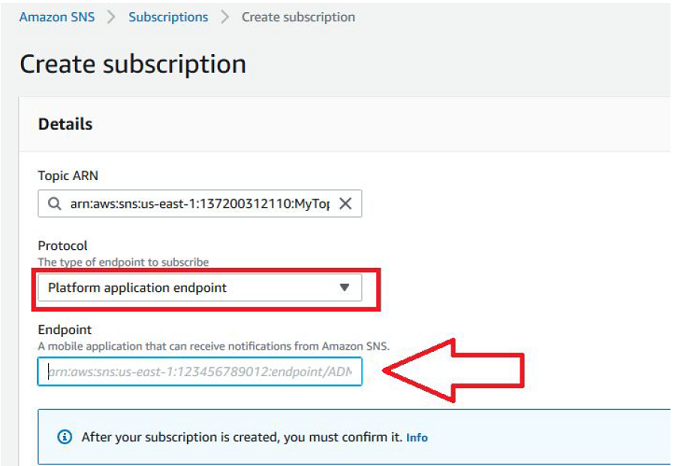 Amazon SNS > Subscriptions > Create subscription
Create subscription
Details
Topic ARN
arn:aws:sns:us-east-1:137200312110:MyTop
Protocol
The type of endpoint to subscribe
Platform application endpoint
Endpoint
A mobile application that can receive notifications from Amazon SNS.
arn:aws:sns:us-east-1:123456789012:endpoint/ADM
After your subscription is created, you must confirm it. Info